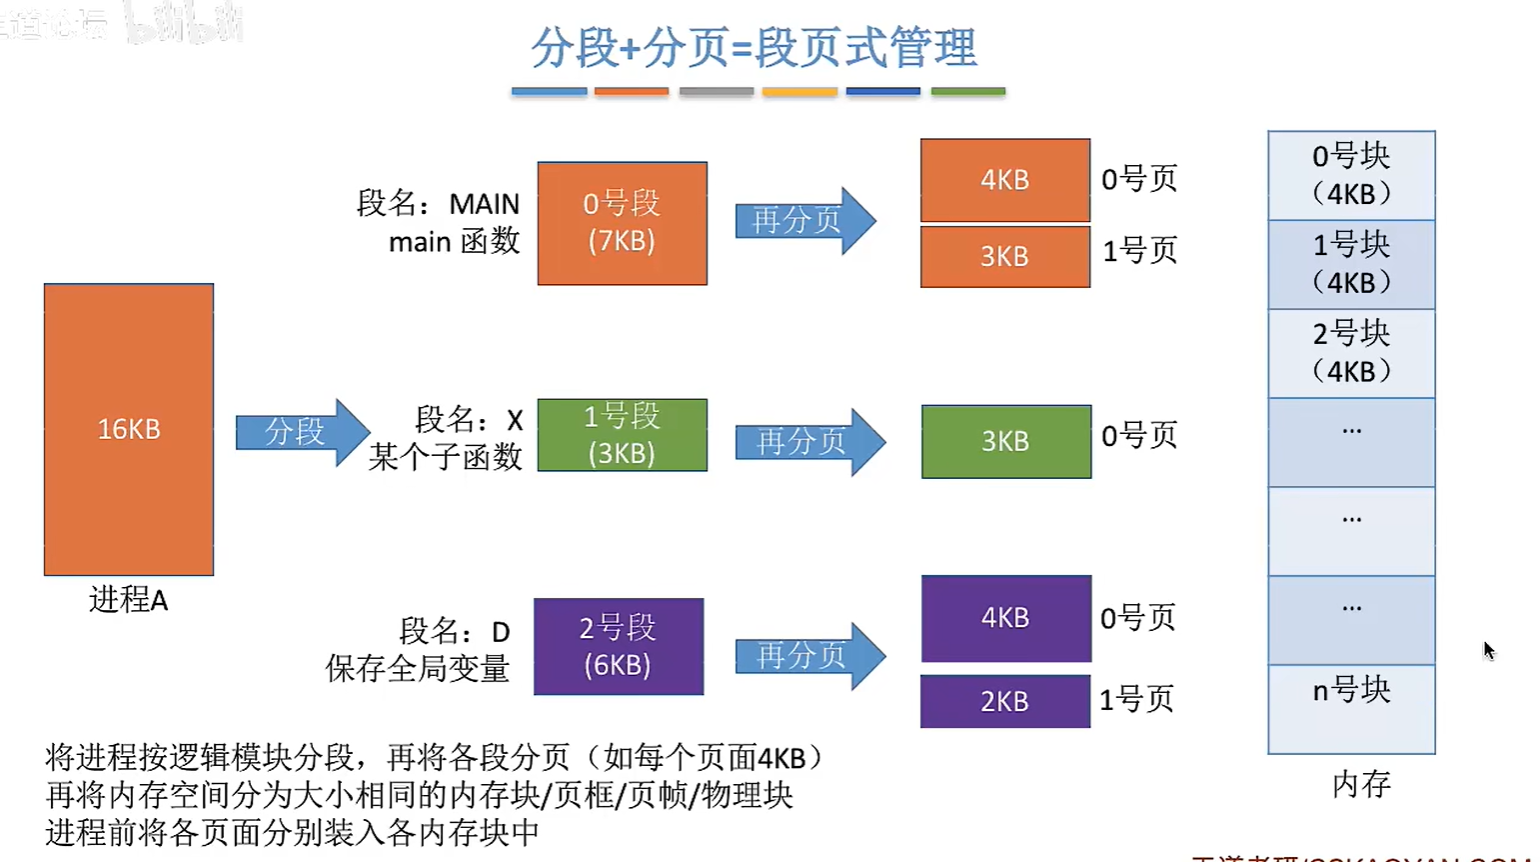 bilibili
分段+分页=段页式管理
段名：MAIN
main 函数
0号段
(7KB)
再分页
4KB
0号页
3KB
1号页
16KB
进程A
分段
段名：X
某个子函数
1号段
(3KB)
再分页
3KB
0号页
段名：D
保存全局变量
2号段
(6KB)
再分页
4KB
0号页
2KB
1号页
0号块
（4KB）
1号块
（4KB）
2号块
（4KB）
...
...
...
n号块
内存
将进程按逻辑模块分段，再将各段分页（如每个页面4KB）
再将内存空间分为大小相同的内存块/页框/页帧/物理块
进程前将各页面分别装入各内存块中